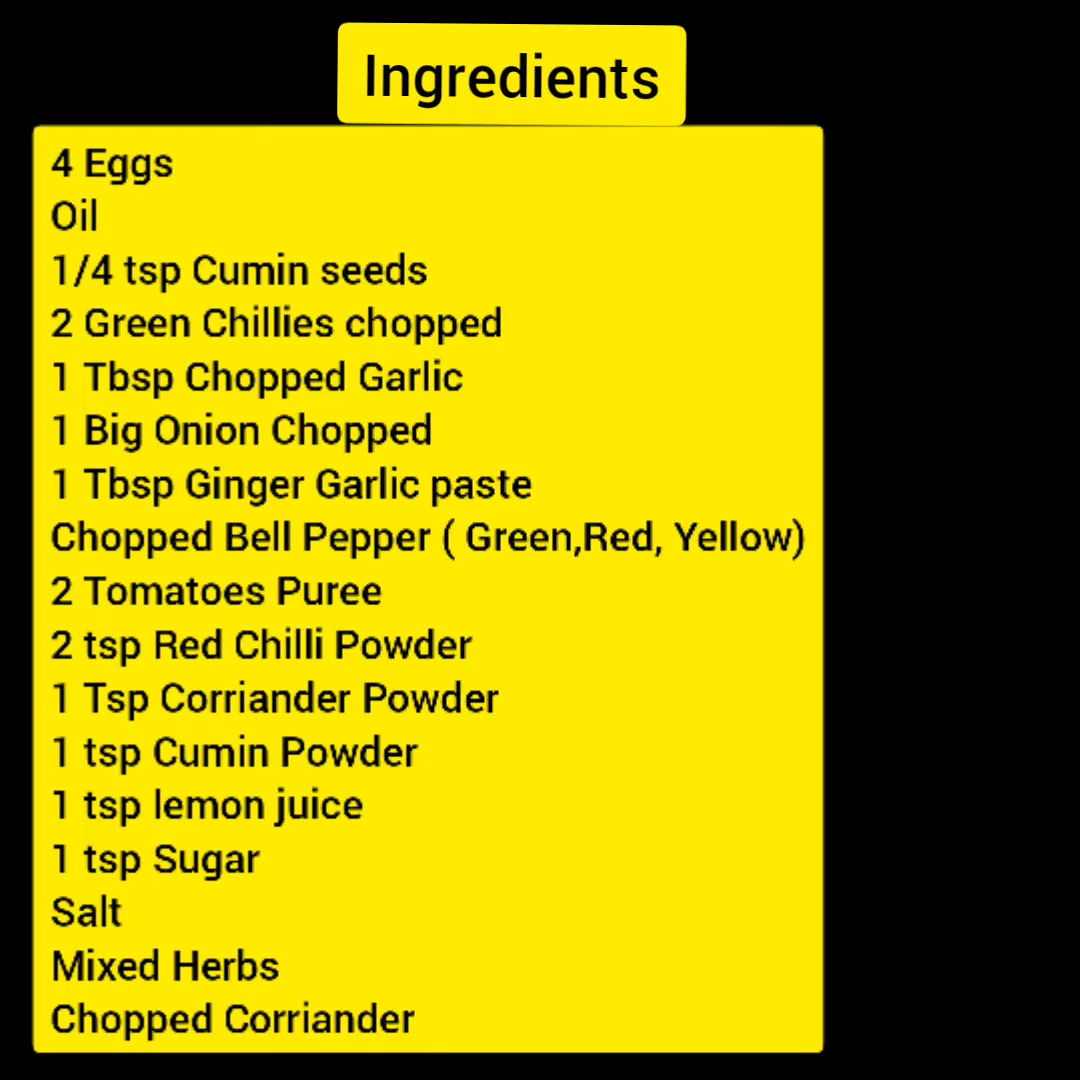 Ingredients
4 Eggs
Oil
1/4 tsp Cumin seeds
2 Green Chillies chopped
1 Tbsp Chopped Garlic
1 Big Onion Chopped
1 Tbsp Ginger Garlic paste
Chopped Bell Pepper ( Green,Red, Yellow)
2 Tomatoes Puree
2 tsp Red Chilli Powder
1 Tsp Corriander Powder
1 tsp Cumin Powder
1 tsp lemon juice
1 tsp Sugar
Salt
Mixed Herbs
Chopped Corriander